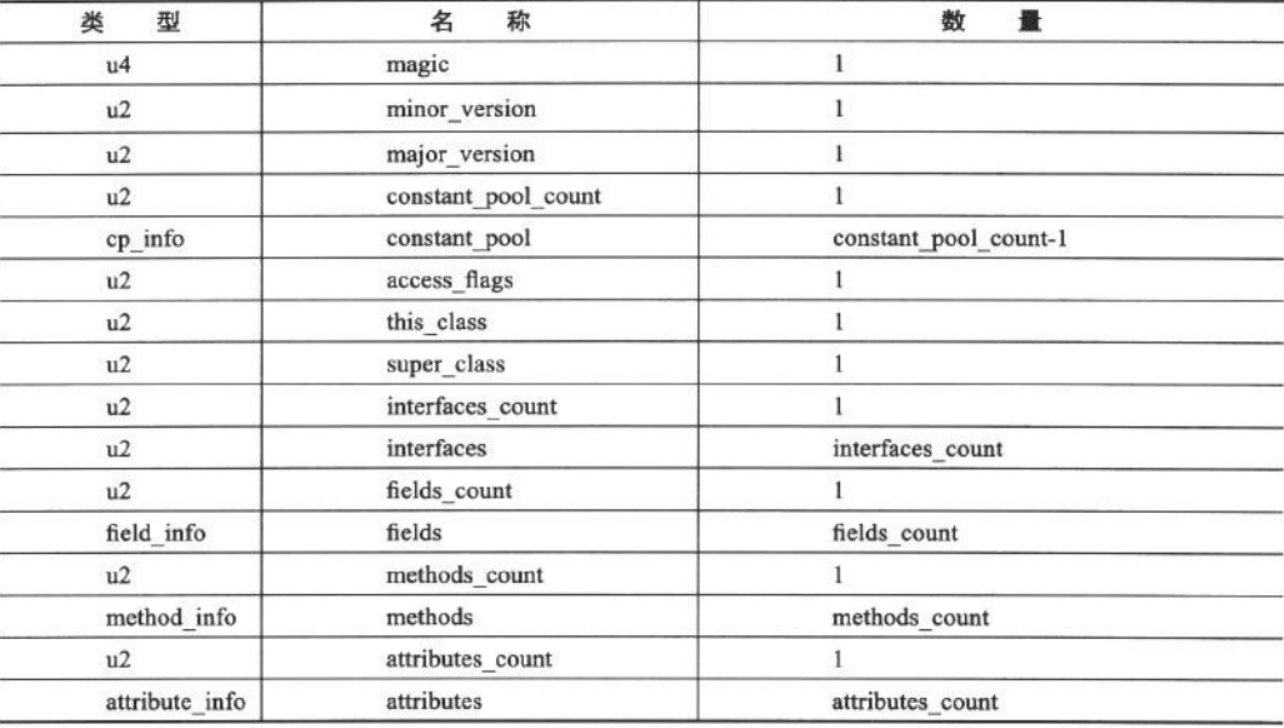 类 型 名 称 数 量
u4 magic 1
u2 minor_version 1
u2 major_version 1
u2 constant_pool_count 1
cp_info constant_pool constant_pool_count-1
u2 access_flags 1
u2 this_class 1
u2 super_class 1
u2 interfaces_count 1
u2 interfaces interfaces_count
u2 fields_count 1
field_info fields fields_count
u2 methods_count 1
method_info methods methods_count
u2 attributes_count 1
attribute_info attributes attributes_count